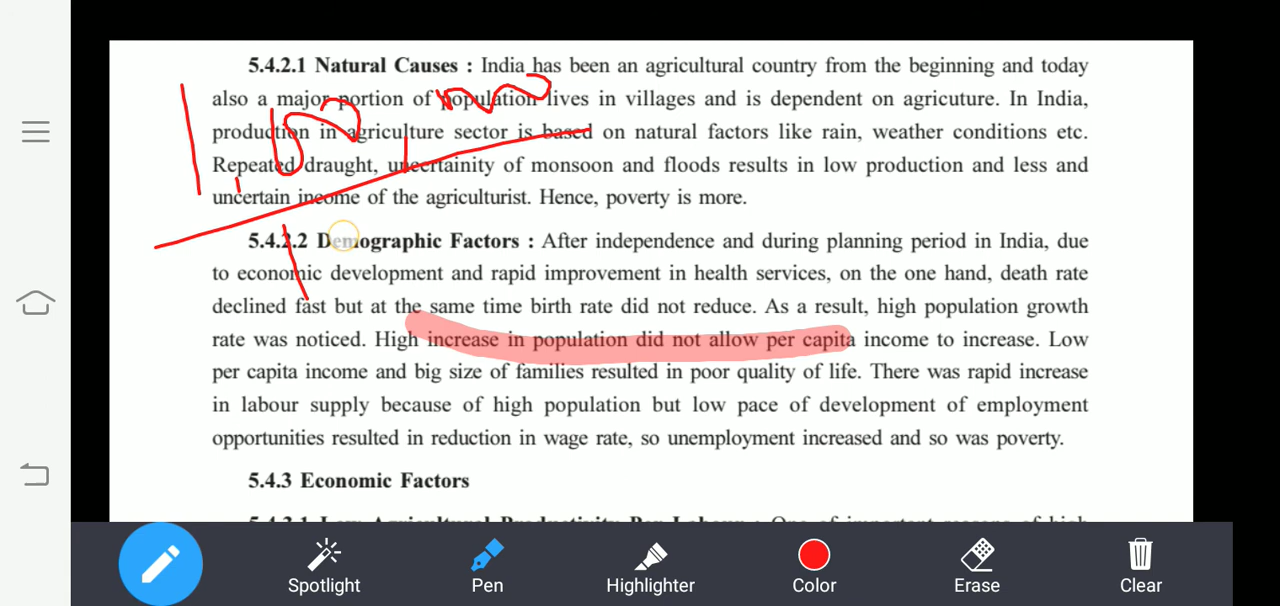 5.4.2.1 Natural Causes : India has been an agricultural country from the beginning and today
also a major portion of population lives in villages and is dependent on agricuture. In India,
production in agriculture sector is based on natural factors like rain, weather conditions etc.
Repeated draught, uncertainity of monsoon and floods results in low production and less and
uncertain income of the agriculturist. Hence, poverty is more.
5.4.2.2 Demographic Factors : After independence and during planning period in India, due
to economic development and rapid improvement in health services, on the one hand, death rate
declined fast but at the same time birth rate did not reduce. As a result, high population growth
rate was noticed. High increase in population did not allow per capita income to increase. Low
per capita income and big size of families resulted in poor quality of life. There was rapid increase
in labour supply because of high population but low pace of development of employment
opportunities resulted in reduction in wage rate, so unemployment increased and so was poverty.
5.4.3 Economic Factors
Spotlight Pen Highlighter Color Erase Clear